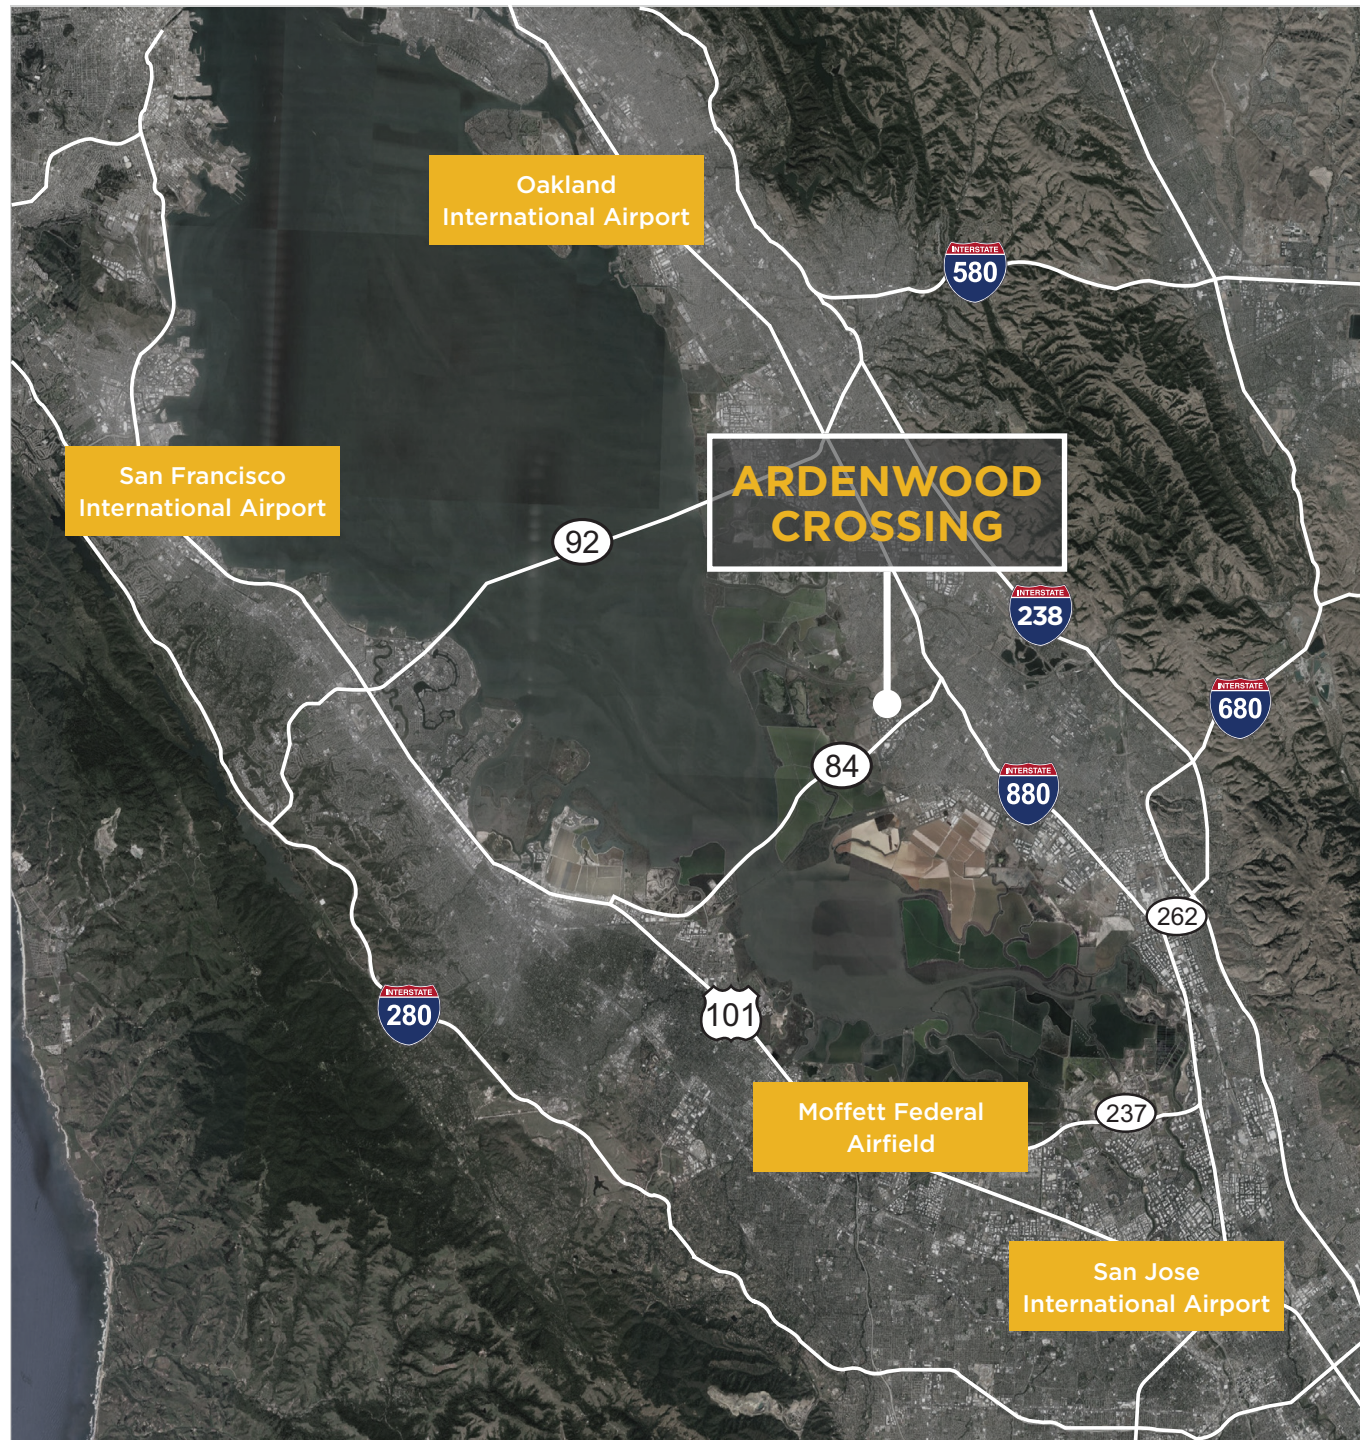 Oakland
International Airport
INTERSTATE
580
San Francisco
International Airport
ARDENWOOD
CROSSING
92
INTERSTATE
238
INTERSTATE
680
84
INTERSTATE
880
262
INTERSTATE
280
101
Moffett Federal
Airfield
237
San Jose
International Airport